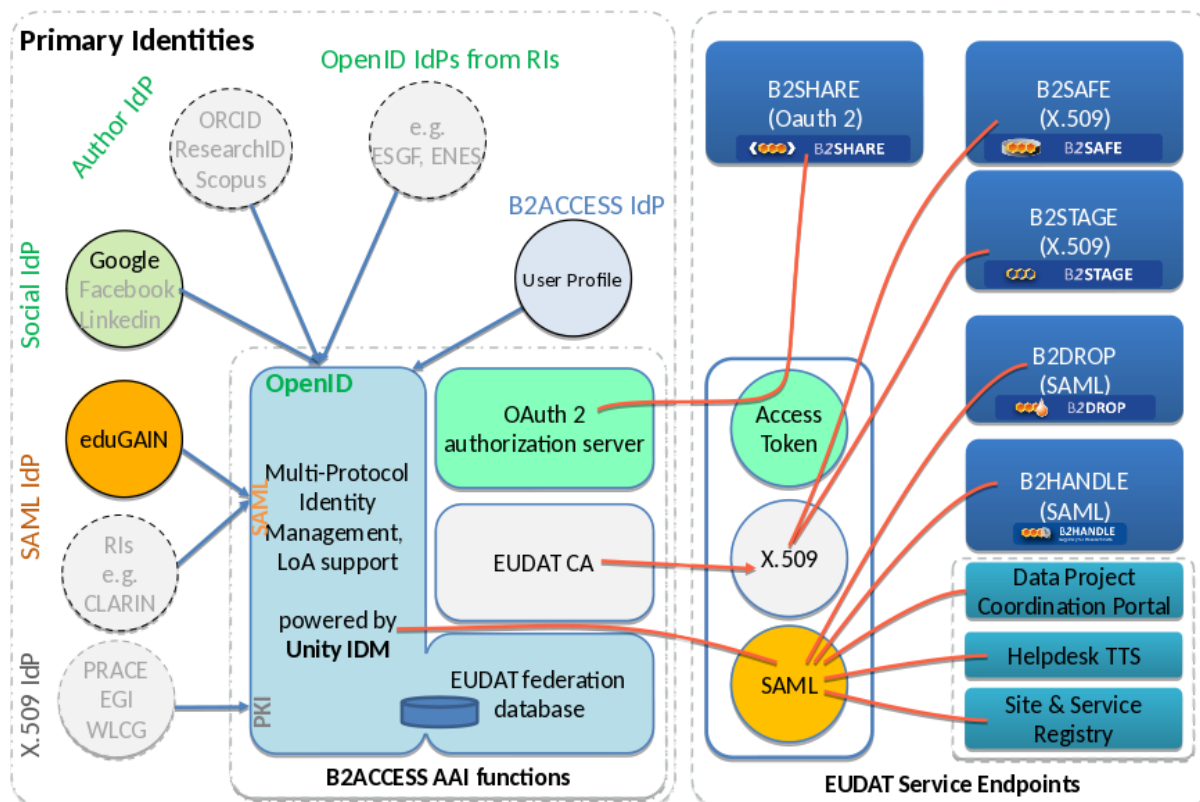 Primary Identities
Author IdP
OpenID IdPs from RIs
ORCID
ResearchID
Scopus
e.g.
ESGF, ENES
B2ACCESS IdP
Social IdP
Google
Facebook
Linkedin
User Profile
SAML IdP
eduGAIN
RIs
e.g.
CLARIN
X.509 IdP
PRACE
EGI
WLCG
OpenID
SAML
PKI
Multi-Protocol
Identity
Management,
LoA support
powered by
Unity IDM
OAuth 2
authorization server
EUDAT CA
EUDAT federation
database
B2ACCESS AAI functions
Access
Token
X.509
SAML
B2SHARE
(Oauth 2)
B2SHARE
B2SAFE
(X.509)
B2SAFE
B2STAGE
(X.509)
B2STAGE
B2DROP
(SAML)
B2DROP
B2HANDLE
(SAML)
B2HANDLE
Data Project
Coordination Portal
Helpdesk TTS
Site & Service
Registry
EUDAT Service Endpoints